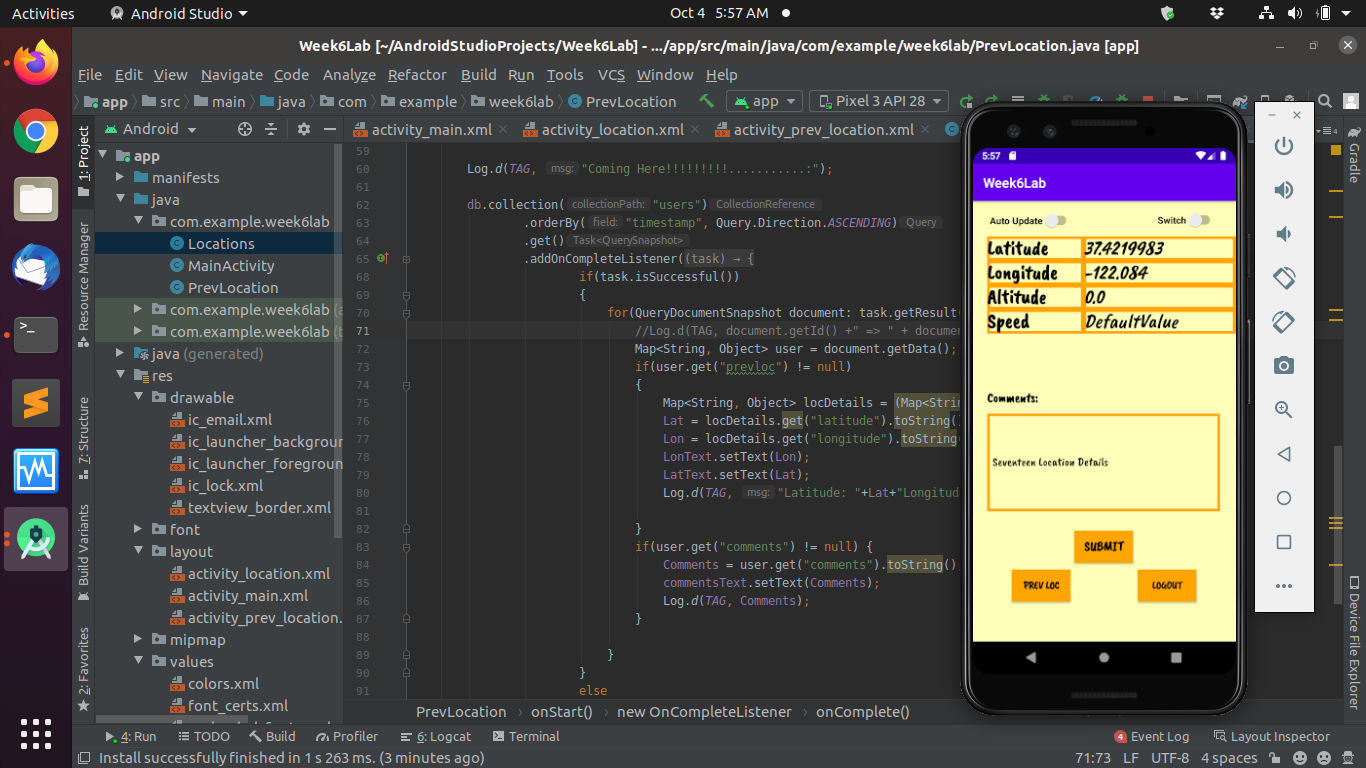 Activities Android Studio Oct 4 5:57 AM
Week6Lab [~/AndroidStudioProjects/Week6Lab] - .../app/src/main/java/com/example/week6lab/PrevLocation.java [app]
File Edit View Navigate Code Analyze Refactor Build Run Tools VCS Window Help
app src main java com example week6lab PrevLocation app Pixel 3 API 28
Android
activity_main.xml activity_location.xml activity_prev_location.xml
1: Project
Resource Manager
7: Structure
Build Variants
2: Favorites
app
manifests
java
com.example.week6lab
Locations
MainActivity
PrevLocation
com.example.week6lab
com.example.week6lab
java (generated)
res
drawable
ic_email.xml
ic_launcher_backgroun
ic_launcher_foregroun
ic_lock.xml
textview_border.xml
font
layout
activity_location.xml
activity_main.xml
activity_prev_location.
mipmap
values
colors.xml
font_certs.xml
59
60 Log.d(TAG, msg: "Coming Here!!!!!!!!!...........:");
61
62 db.collection( collectionPath: "users") CollectionReference
63 .orderBy( field: "timestamp", Query.Direction.ASCENDING) Query
64 .get() Task<QuerySnapshot>
65 .addOnCompleteListener((task) → {
68 if(task.isSuccessful())
69 {
70 for(QueryDocumentSnapshot document: task.getResult(
71 //Log.d(TAG, document.getId() +" => " + docume
72 Map<String, Object> user = document.getData();
73 if(user.get("prevloc") != null)
74 {
75 Map<String, Object> locDetails = (Map<Strin
76 Lat = locDetails.get("latitude").toString()
77 Lon = locDetails.get("longitude").toString
78 LonText.setText(Lon);
79 LatText.setText(Lat);
80 Log.d(TAG, msg: "Latitude: "+Lat+"Longitud
81
82 }
83 if(user.get("comments") != null) {
84 Comments = user.get("comments").toString()
85 commentsText.setText(Comments);
86 Log.d(TAG, Comments);
87 }
88
89 }
90 }
91 else
PrevLocation onStart() new OnCompleteListener onComplete()
5:57
Week6Lab
Auto Update Switch
Latitude 37.4219983
Longitude -122.084
Altitude 0.0
Speed DefaultValue
Comments:
Seventeen Location Details
SUBMIT
PREV LOC LOGOUT
4
Gradle
Device File Explorer
4: Run TODO Build Profiler 6: Logcat Terminal 4 Event Log Layout Inspector
Install successfully finished in 1 s 263 ms. (3 minutes ago) 71:73 LF UTF-8 4 spaces